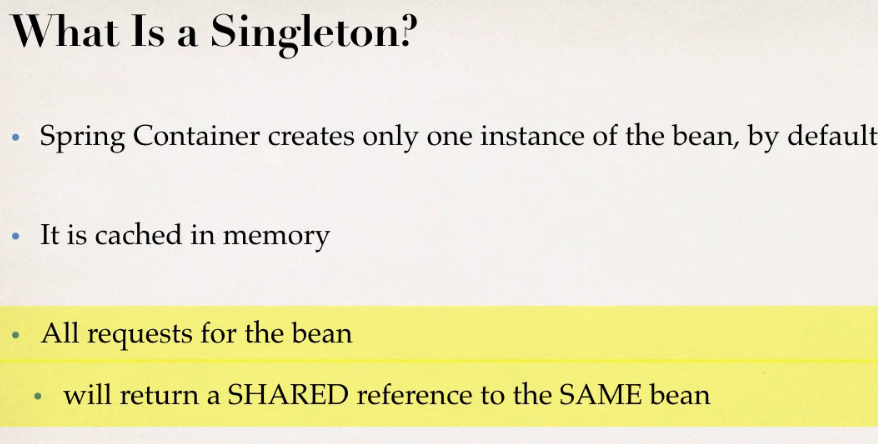 What Is a Singleton?
• Spring Container creates only one instance of the bean, by default
• It is cached in memory
• All requests for the bean
• will return a SHARED reference to the SAME bean